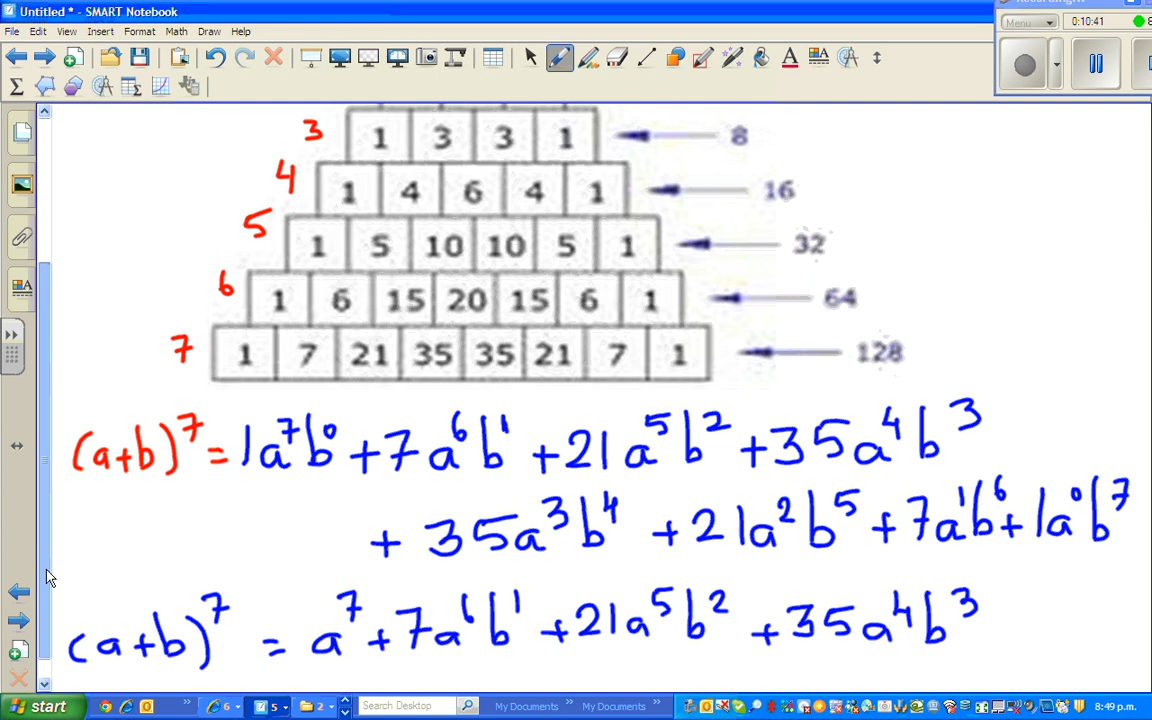 Untitled * - SMART Notebook
File Edit View Insert Format Math Draw Help
Menu 0:10:41
3 1 3 3 1 8
4 1 4 6 4 1 16
5 1 5 10 10 5 1 32
6 1 6 15 20 15 6 1 64
7 1 7 21 35 35 21 7 1 128
(a+b)⁷ = 1a⁷b⁰ + 7a⁶b¹ + 21a⁵b² + 35a⁴b³
+ 35a³b⁴ + 21a²b⁵ + 7a¹b⁶ + 1a⁰b⁷
(a+b)⁷ = a⁷ + 7a⁶b¹ + 21a⁵b² + 35a⁴b³
start 6 5 2 Search Desktop My Documents My Documents 8:49 p.m.